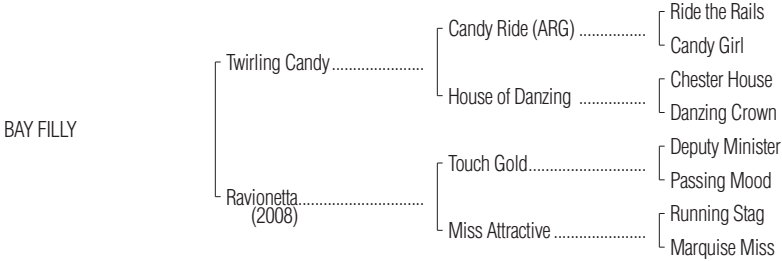 Ride the Rails
Candy Ride (ARG) ................
Candy Girl
Twirling Candy......................
Chester House
House of Danzing ................
Danzing Crown
BAY FILLY
Deputy Minister
Touch Gold............................
Passing Mood
Ravionetta..............................
(2008)
Running Stag
Miss Attractive ......................
Marquise Miss